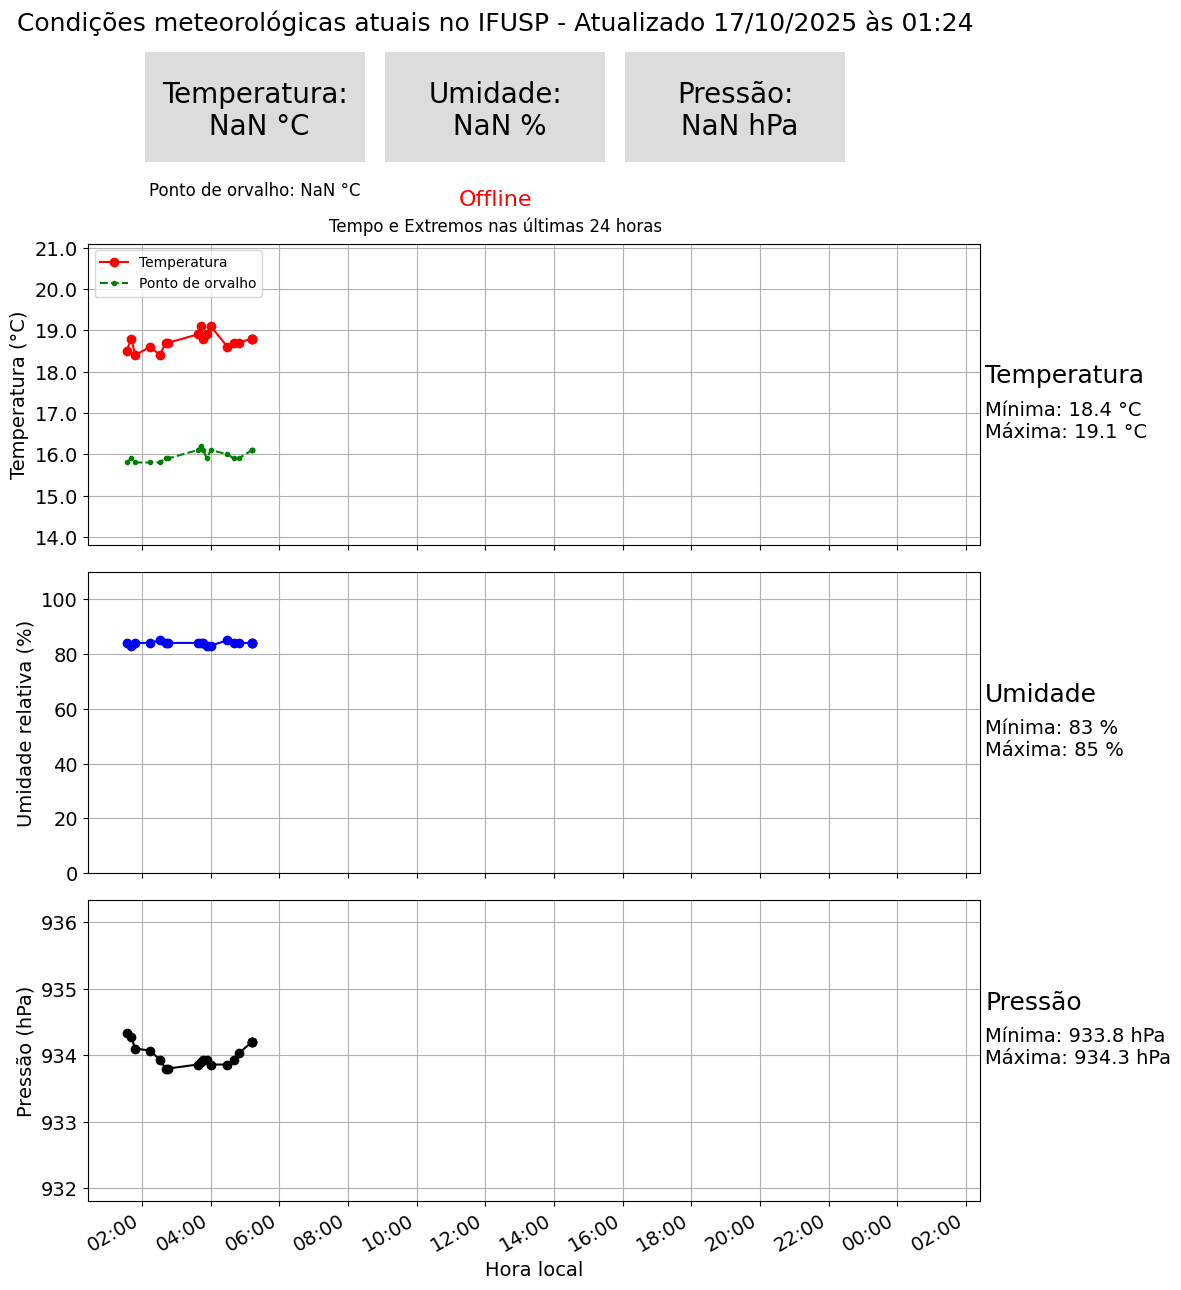 Condições meteorológicas atuais no IFUSP - Atualizado 17/10/2025 às 01:24
Temperatura:
NaN °C
Umidade:
NaN %
Pressão:
NaN hPa
Ponto de orvalho: NaN °C
Offline
Tempo e Extremos nas últimas 24 horas
Temperatura
Ponto de orvalho
21.0
20.0
19.0
18.0
17.0
16.0
15.0
14.0
Temperatura (°C)
Temperatura
Mínima: 18.4 °C
Máxima: 19.1 °C
100
80
60
40
20
0
Umidade relativa (%)
Umidade
Mínima: 83 %
Máxima: 85 %
936
935
934
933
932
Pressão (hPa)
Pressão
Mínima: 933.8 hPa
Máxima: 934.3 hPa
02:00 04:00 06:00 08:00 10:00 12:00 14:00 16:00 18:00 20:00 22:00 00:00 02:00
Hora local